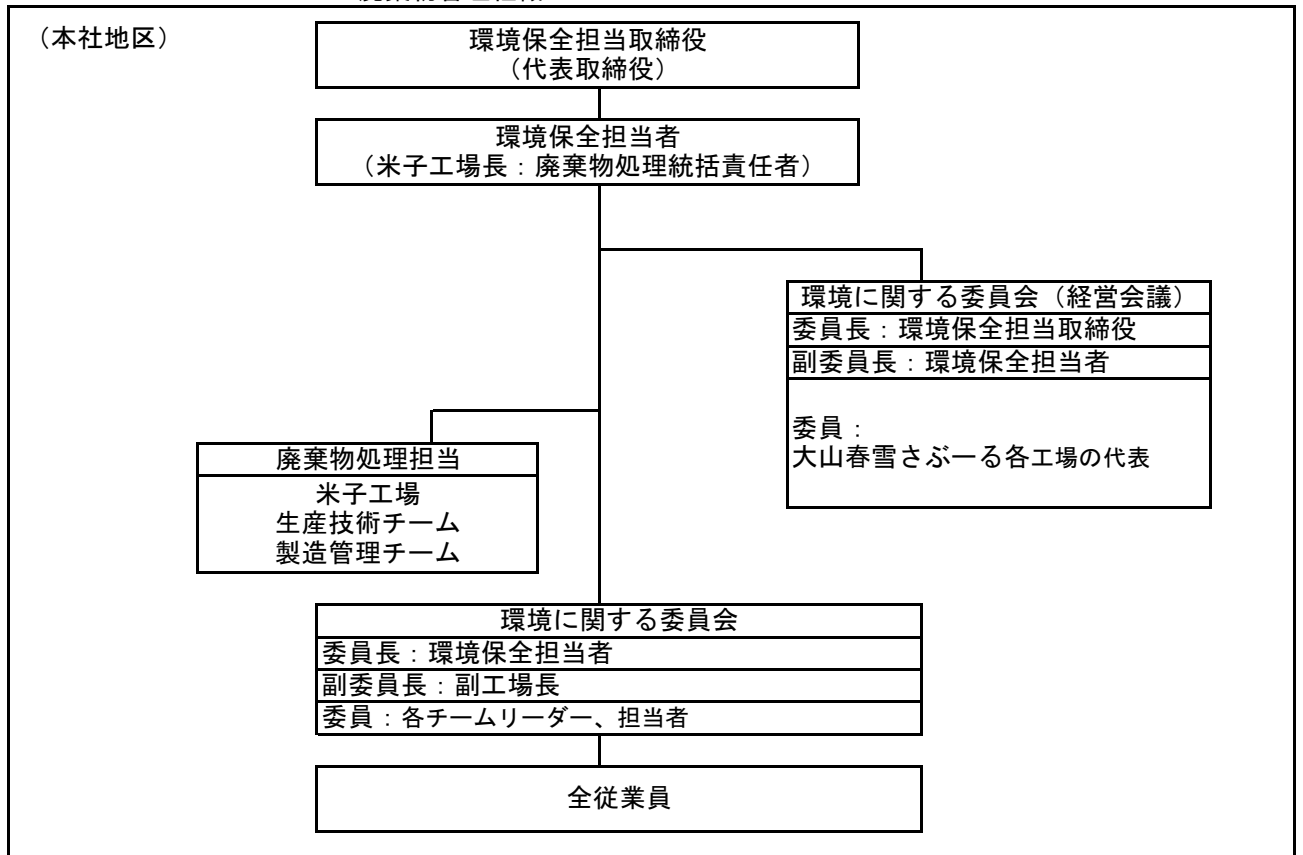 （本社地区）
環境保全担当取締役
（代表取締役）
環境保全担当者
（米子工場長：廃棄物処理統括責任者）
環境に関する委員会（経営会議）
委員長：環境保全担当取締役
副委員長：環境保全担当者
委員：
大山春雪さぶーる各工場の代表
廃棄物処理担当
米子工場
生産技術チーム
製造管理チーム
環境に関する委員会
委員長：環境保全担当者
副委員長：副工場長
委員：各チームリーダー、担当者
全従業員